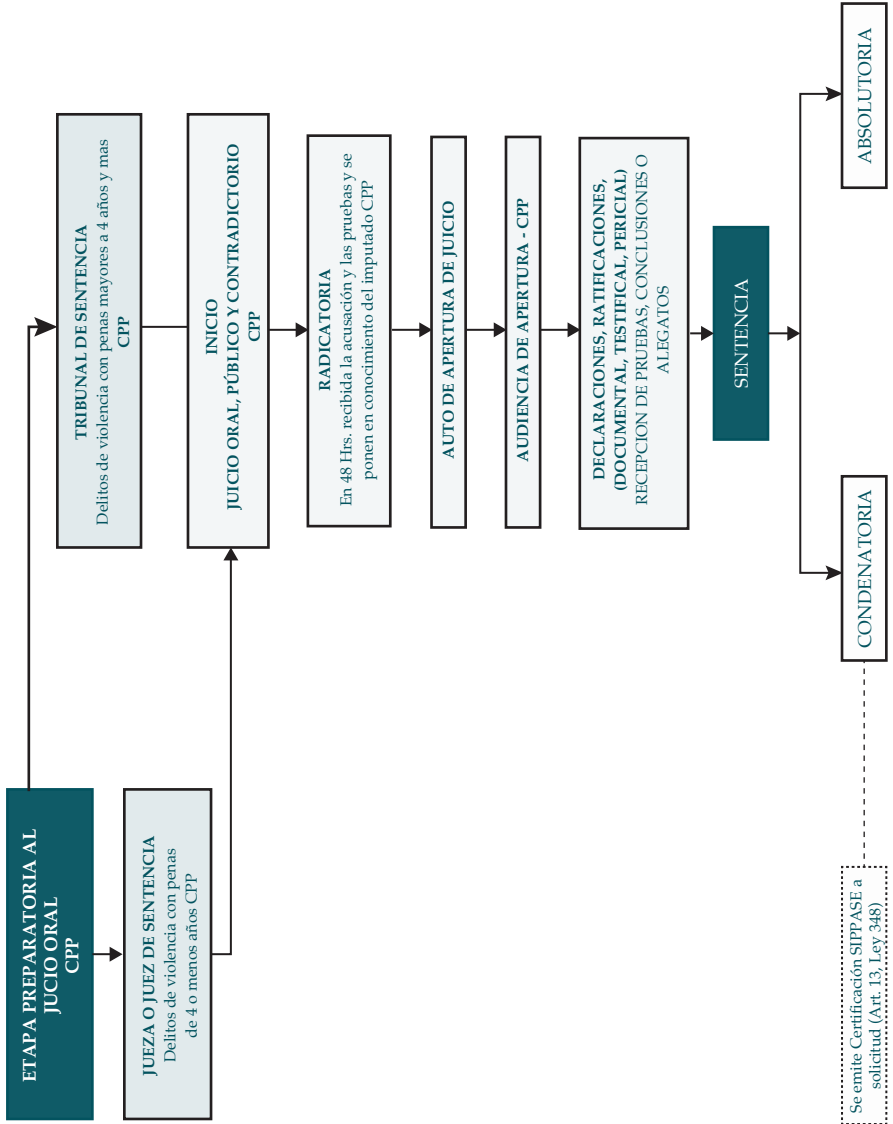 ETAPA PREPARATORIA AL
JUCIO ORAL
CPP
JUEZA O JUEZ DE SENTENCIA
Delitos de violencia con penas
de 4 o menos años CPP
TRIBUNAL DE SENTENCIA
Delitos de violencia con penas mayores a 4 años y mas
CPP
INICIO
JUICIO ORAL, PÚBLICO Y CONTRADICTORIO
CPP
RADICATORIA
En 48 Hrs. recibida la acusación y las pruebas y se
ponen en conocimiento del imputado CPP
AUTO DE APERTURA DE JUICIO
AUDIENCIA DE APERTURA - CPP
DECLARACIONES, RATIFICACIONES,
(DOCUMENTAL, TESTIFICAL, PERICIAL)
RECEPCION DE PRUEBAS, CONCLUSIONES O
ALEGATOS
SENTENCIA
CONDENATORIA
ABSOLUTORIA
Se emite Certificación SIPPASE a
solicitud (Art. 13, Ley 348)